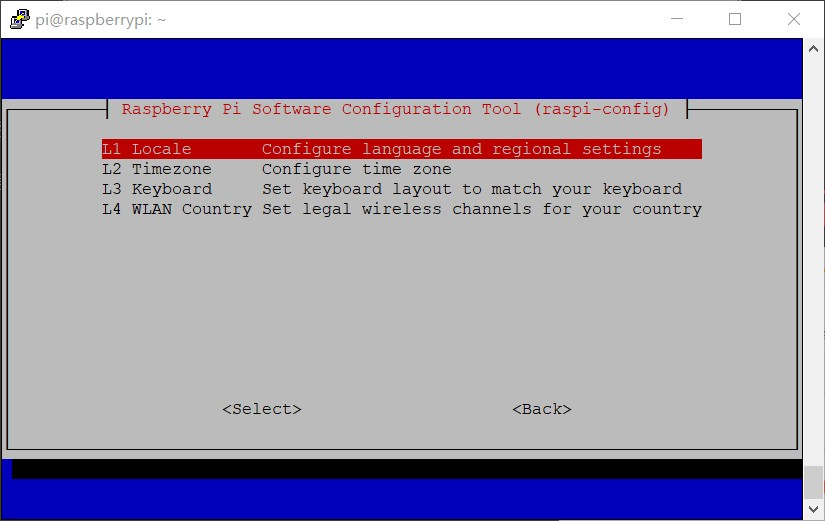 pi@raspberrypi: ~
Raspberry Pi Software Configuration Tool (raspi-config)
L1 Locale Configure language and regional settings
L2 Timezone Configure time zone
L3 Keyboard Set keyboard layout to match your keyboard
L4 WLAN Country Set legal wireless channels for your country
<Select> <Back>